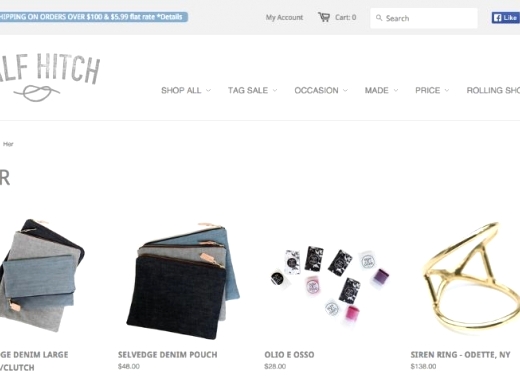 HIPPING ON ORDERS OVER $100 & $5.99 flat rate *Details
My Account
Cart: 0
Search
Like
ALF HITCH
SHOP ALL
TAG SALE
OCCASION
MADE
PRICE
ROLLING SHO
Her
R
DGE DENIM LARGE
/CLUTCH
SELVEDGE DENIM POUCH
$48.00
OLIO E OSSO
$28.00
SIREN RING - ODETTE, NY
$138.00